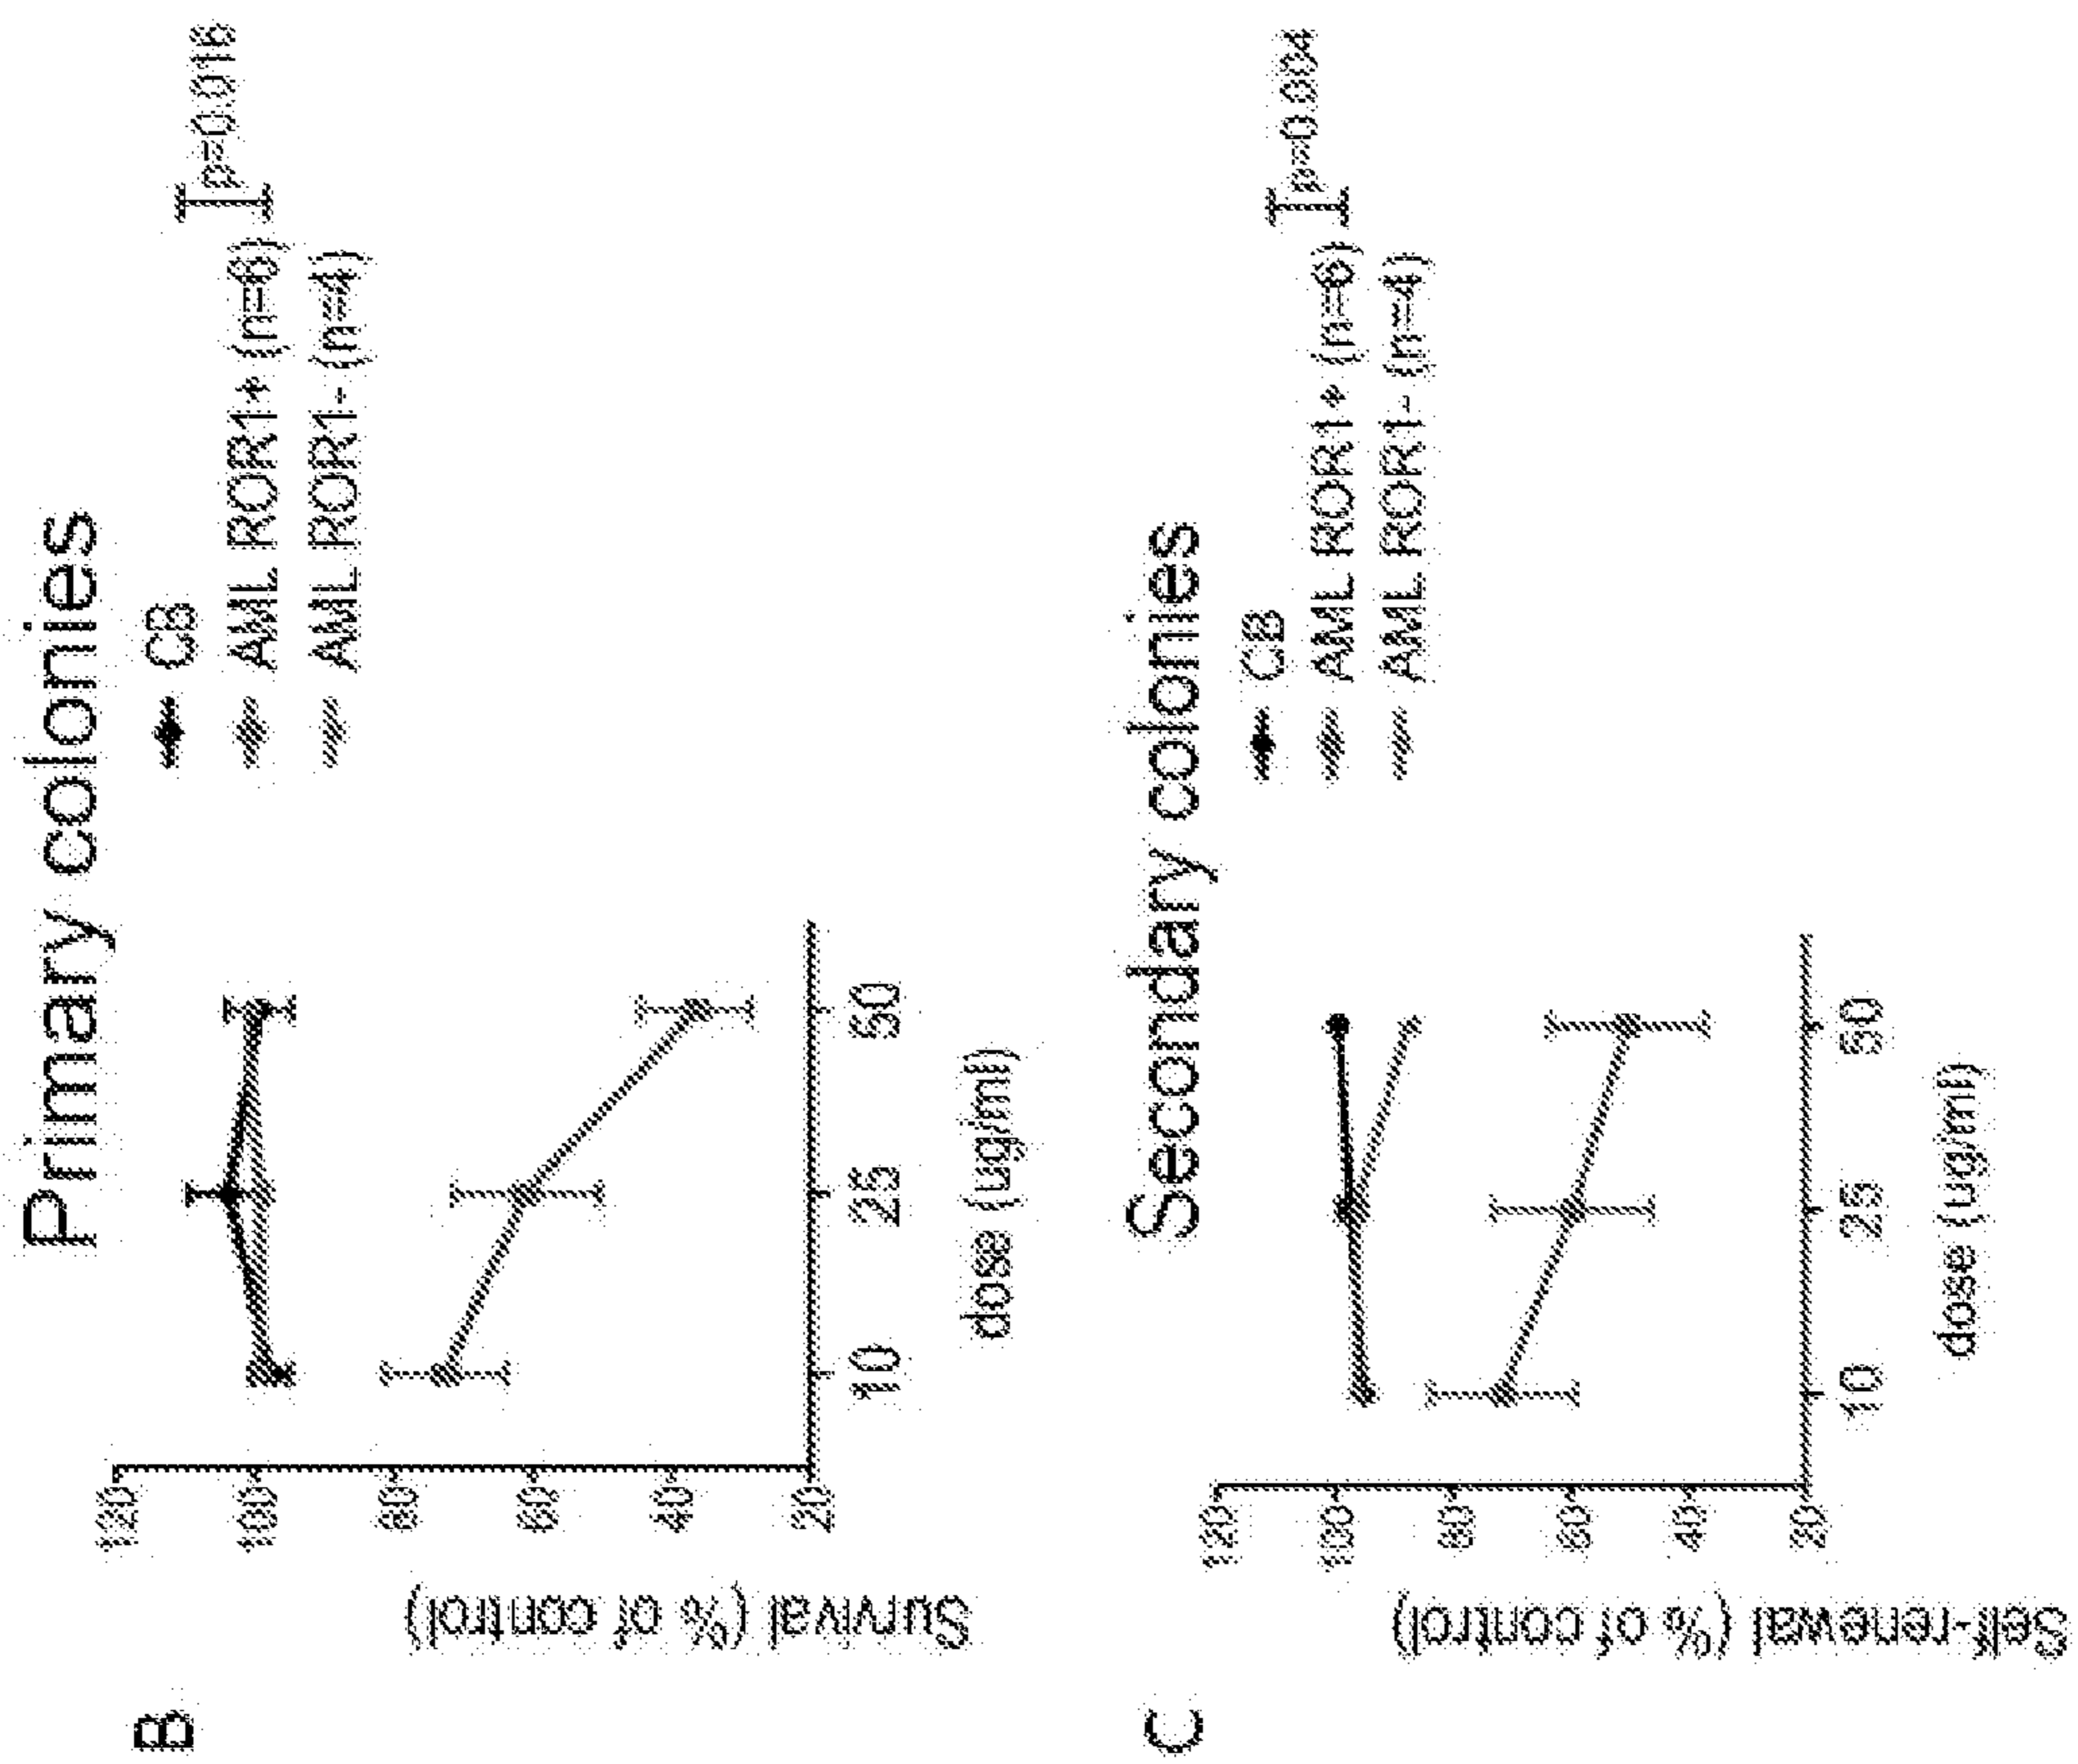 B
Primary colonies
CB
AML ROR1+ (n=6)
AML ROR1- (n=4)
p=0.016
120
100
80
60
40
20
Survival (% of control)
10 25 50
dose (ug/ml)
C
Secondary colonies
CB
AML ROR1+ (n=6)
AML ROR1- (n=4)
p=0.004
120
100
80
60
40
20
Self-renewal (% of control)
10 25 50
dose (ug/ml)